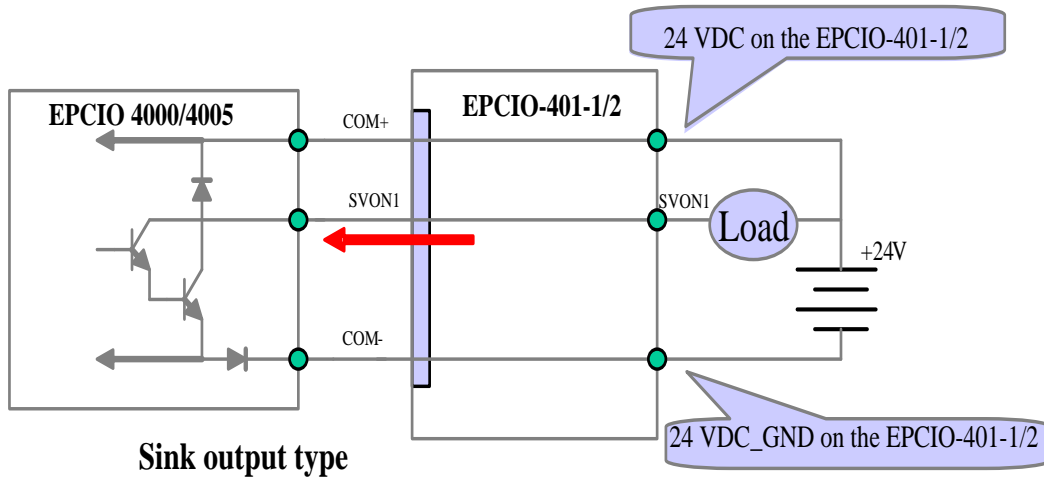 24 VDC on the EPCIO-401-1/2
EPCIO 4000/4005
EPCIO-401-1/2
COM+
SVON1
SVON1
Load
+24V
COM-
24 VDC_GND on the EPCIO-401-1/2
Sink output type